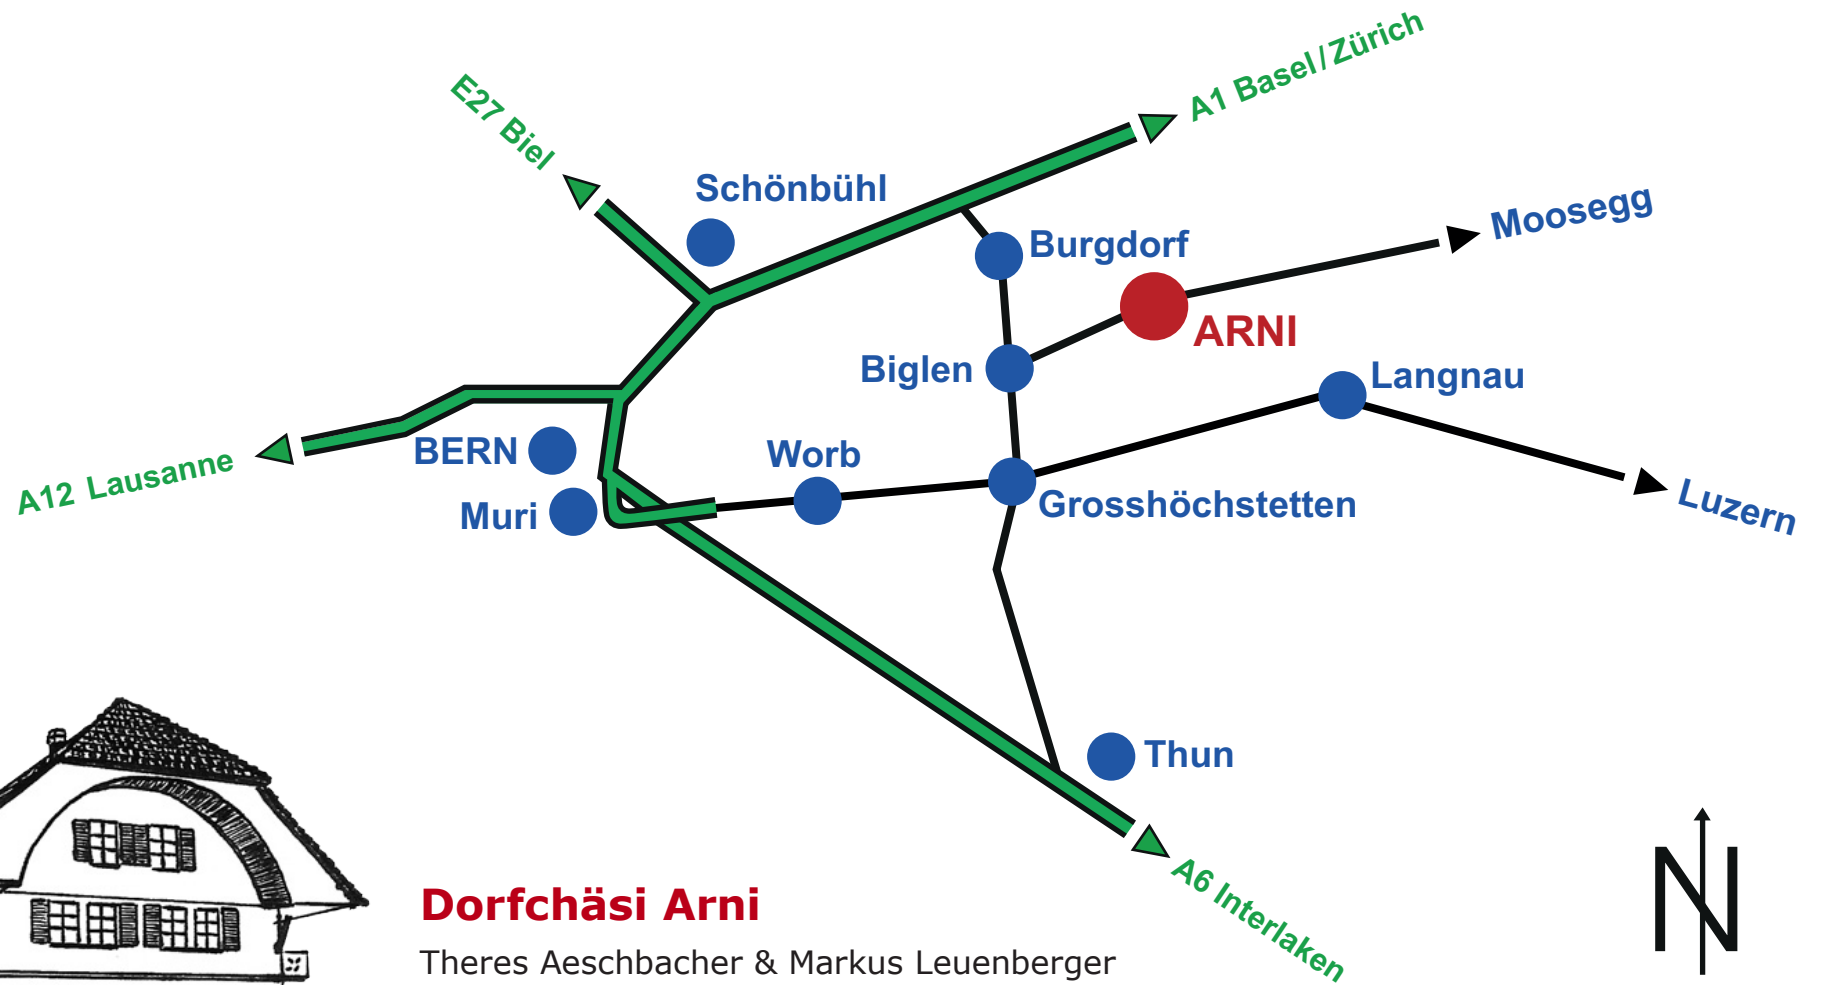 A1 Basel/Zürich
E27 Biel
Schönbühl
Moosegg
Burgdorf
ARNI
Biglen
Langnau
BERN
Worb
A12 Lausanne
Muri
Grosshöchstetten
Luzern
Thun
A6 Interlaken
N
Dorfchäsi Arni
Theres Aeschbacher & Markus Leuenberger